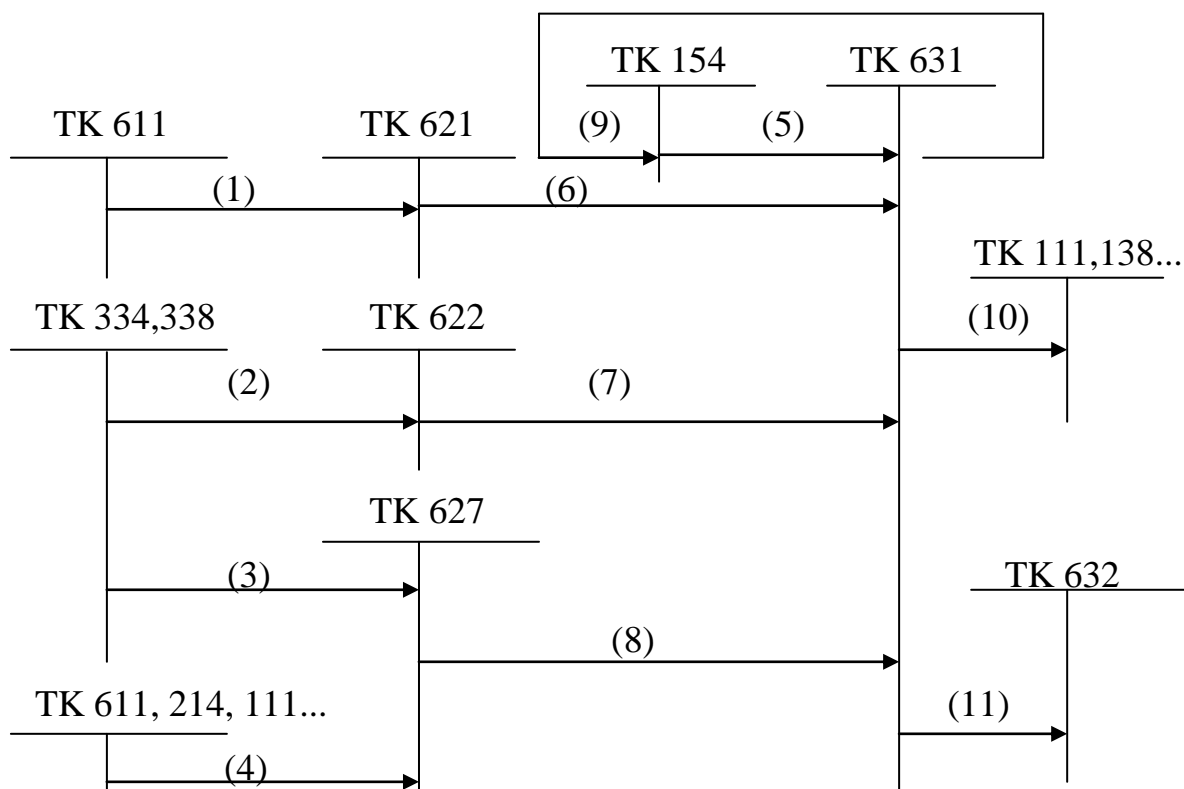 TK 154 TK 631
TK 611 TK 621 (9) (5)
(1) (6)
TK 111,138...
TK 334,338 TK 622 (10)
(2) (7)
TK 627
(3) TK 632
(8)
TK 611, 214, 111... (11)
(4)